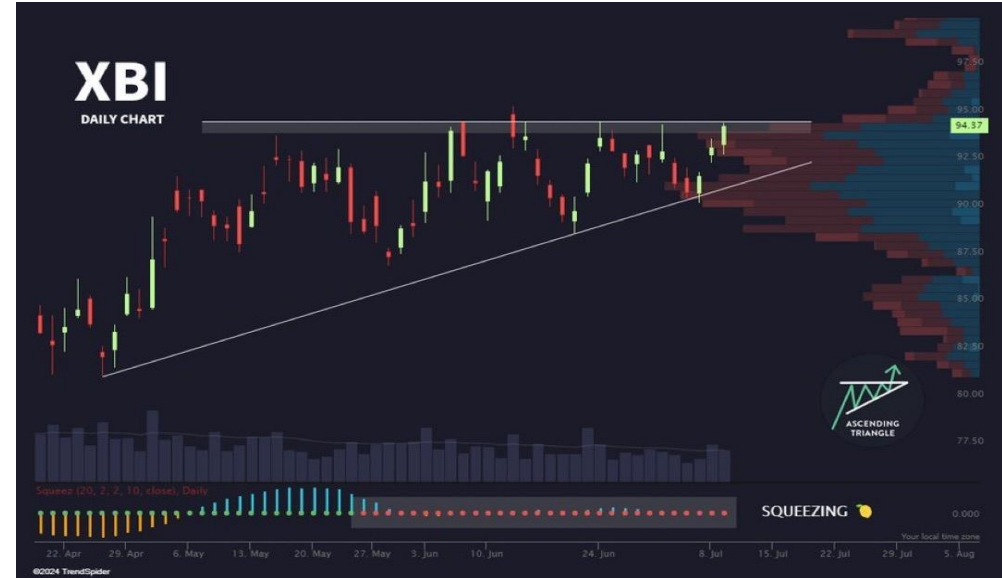 XBI
DAILY CHART
97.50
95.00
94.37
92.50
90.00
87.50
85.00
82.50
80.00
77.50
ASCENDING
TRIANGLE
Squeez (20, 2, 2, 10, close), Daily
SQUEEZING
0.000
Your local time zone
22. Apr 29. Apr 6. May 13. May 20. May 27. May 3. Jun 10. Jun 24. Jun 8. Jul 15. Jul 22. Jul 29. Jul 5. Aug
©2024 TrendSpider